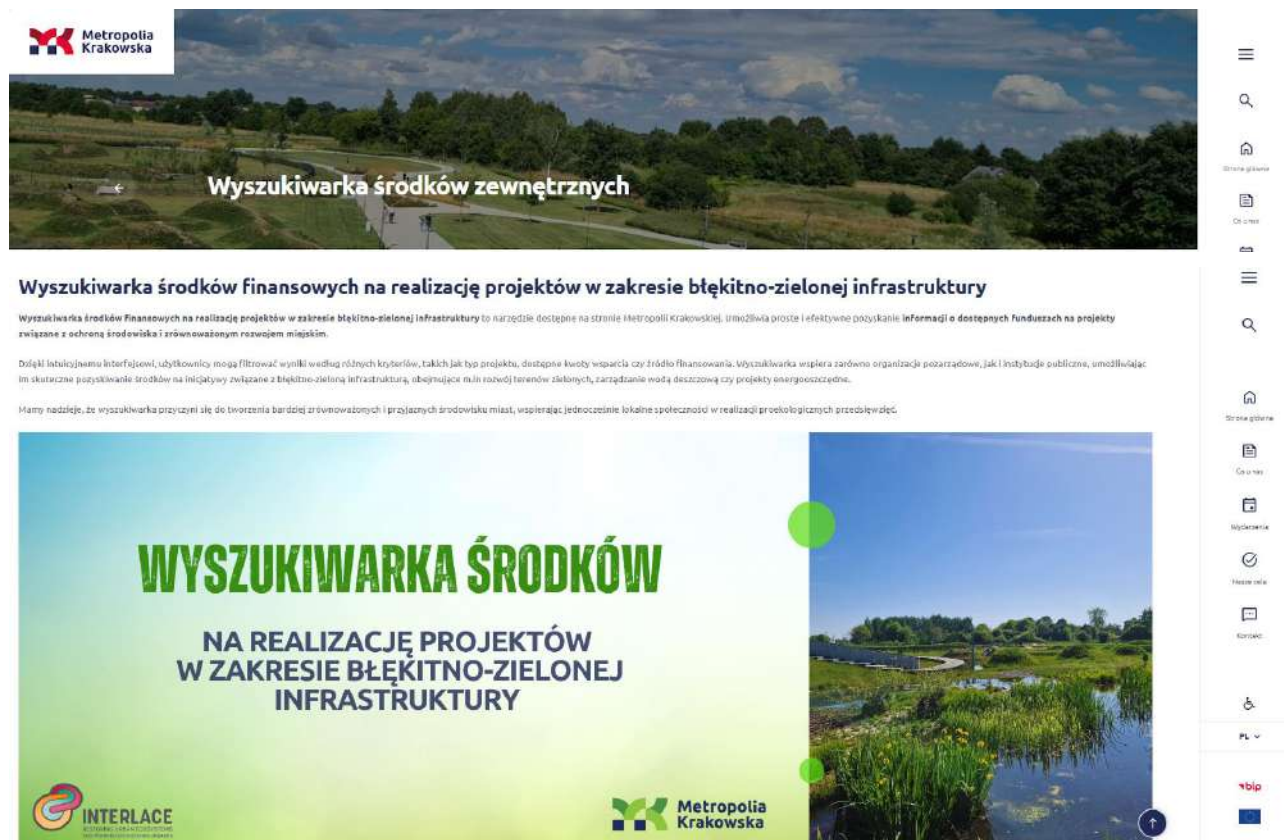 Metropolia
Krakowska
Wyszukiwarka środków zewnętrznych
Strona główna
Co u nas
Wyszukiwarka środków finansowych na realizację projektów w zakresie błękitno-zielonej infrastruktury
Wyszukiwarka środków finansowych na realizację projektów w zakresie błękitno-zielonej infrastruktury to narzędzie dostępne na stronie Metropolii Krakowskiej. Umożliwia proste i efektywne pozyskanie informacji o dostępnych funduszach na projekty
związane z ochroną środowiska i zrównoważonym rozwojem miejskim.
Dzięki intuicyjnemu interfejsowi, użytkownicy mogą filtrować wyniki według różnych kryteriów, takich jak typ projektu, dostępne kwoty wsparcia czy źródło finansowania. Wyszukiwarka wspiera zarówno organizacje pozarządowe, jak i instytucje publiczne, umożliwiając
im skuteczne pozyskiwanie środków na inicjatywy związane z błękitno-zieloną infrastrukturą, obejmujące m.in rozwój terenów zielonych, zarządzanie wodą deszczową czy projekty energooszczędne.
Mamy nadzieję, że wyszukiwarka przyczyni się do tworzenia bardziej zrównoważonych i przyjaznych środowisku miast, wspierając jednocześnie lokalne społeczności w realizacji proekologicznych przedsięwzięć.
WYSZUKIWARKA ŚRODKÓW
NA REALIZACJĘ PROJEKTÓW
W ZAKRESIE BŁĘKITNO-ZIELONEJ
INFRASTRUKTURY
INTERLACE
Metropolia
Krakowska
Strona główna
Co u nas
Wydarzenia
Nasze cele
Kontakt
PL
bip